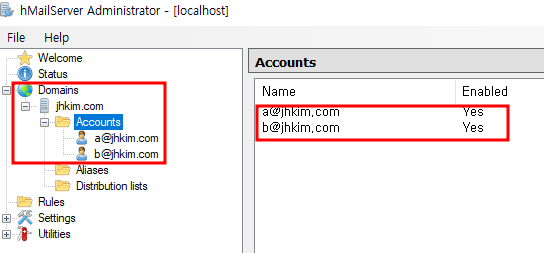 hMailServer Administrator - [localhost]
File Help
Welcome
Status
Domains
jhkim.com
Accounts
a@jhkim.com
b@jhkim.com
Aliases
Distribution lists
Rules
Settings
Utilities
Accounts
Name Enabled
a@jhkim.com Yes
b@jhkim.com Yes